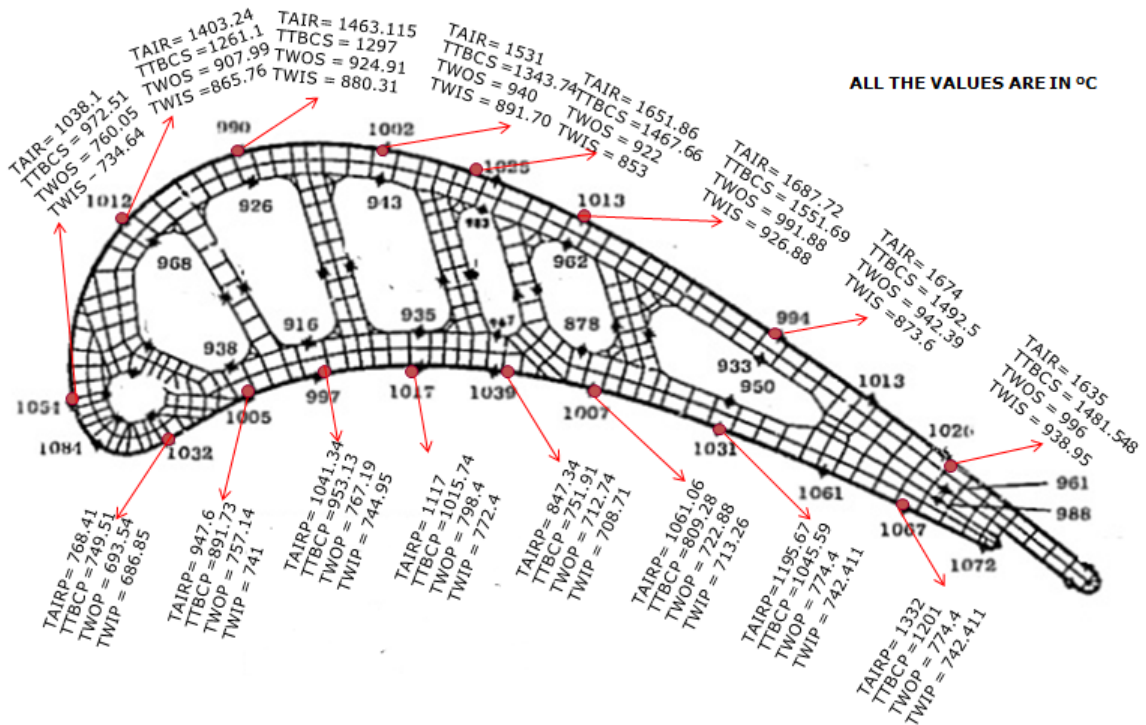 TAIR= 1403.24
TTBCS =1261.1
TWOS = 907.99
TWIS =865.76
TAIR= 1463.115
TTBCS = 1297
TWOS = 924.91
TWIS = 880.31
TAIR= 1531
TTBCS=1343.74
TWOS = 940
TWIS = 891.70
TAIR= 1651.86
TTBCS =1467.66
TWOS = 922
TWIS = 853
ALL THE VALUES ARE IN ºC
TAIR= 1038.1
TTBCS = 972.51
TWOS = 760.05
TWIS - 734.64
TAIR= 1687.72
TTBCS = 1551.69
TWOS = 991.88
TWIS = 926.88
TAIR= 1674
TTBCS = 1492.5
TWOS = 942.39
TWIS =873.6
TAIR= 1635
TTBCS = 1481.548
TWOS = 996
TWIS = 938.95
990
1002
1025
1012
1013
926
943
983
968
962
994
916
935
967
878
933
938
950
1013
1054
1005
997
1017
1039
1007
1026
1084
1032
1031
1061
961
988
1067
1072
TAIRP= 768.41
TTBCP =749.51
TWOP = 693.54
TWIP = 686.85
TAIRP= 947.6
TTBCP =891.73
TWOP = 757.14
TWIP = 741
TAIRP= 1041.34
TTBCP =953.13
TWOP = 767.19
TWIP = 744.95
TAIRP= 1117
TTBCP = 1015.74
TWOP = 798.4
TWIP = 772.4
TAIRP= 847.34
TTBCP =751.91
TWOP = 712.74
TWIP = 708.71
TAIRP= 1061.06
TTBCP = 809.28
TWOP = 722.88
TWIP = 713.26
TAIRP=1195.67
TTBCP = 1045.59
TWOP = 774.4
TWIP = 742.411
TAIRP= 1332
TTBCP = 1201
TWOP = 774.4
TWIP = 742.411